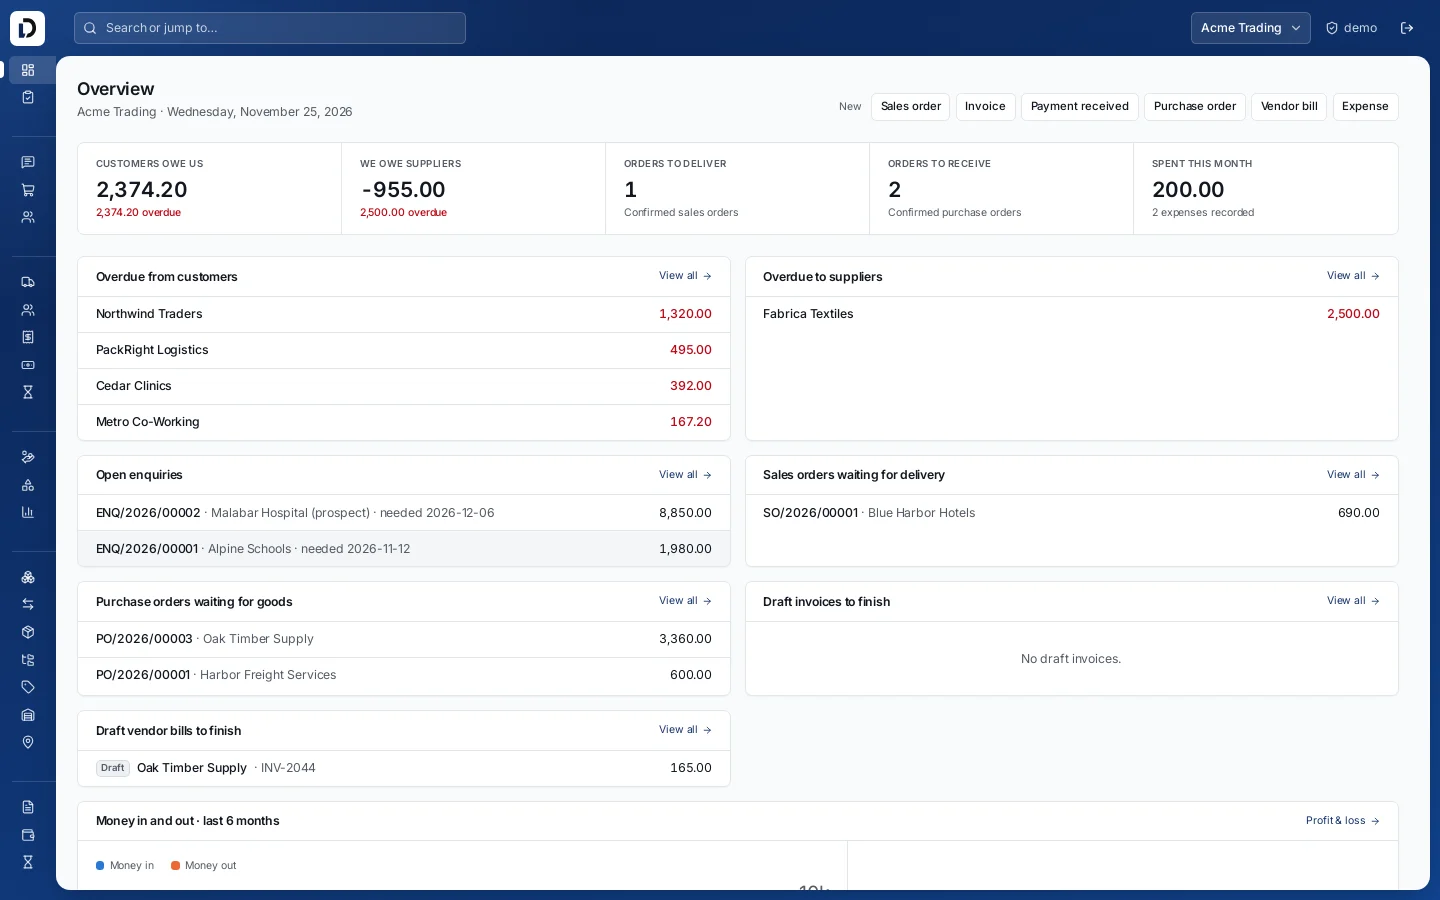 D
Search or jump to...
Acme Trading
demo
Overview
Acme Trading · Wednesday, November 25, 2026
New
Sales order
Invoice
Payment received
Purchase order
Vendor bill
Expense
CUSTOMERS OWE US
2,374.20
2,374.20 overdue
WE OWE SUPPLIERS
-955.00
2,500.00 overdue
ORDERS TO DELIVER
1
Confirmed sales orders
ORDERS TO RECEIVE
2
Confirmed purchase orders
SPENT THIS MONTH
200.00
2 expenses recorded
Overdue from customers
View all →
Northwind Traders 1,320.00
PackRight Logistics 495.00
Cedar Clinics 392.00
Metro Co-Working 167.20
Overdue to suppliers
View all →
Fabrica Textiles 2,500.00
Open enquiries
View all →
ENQ/2026/00002 · Malabar Hospital (prospect) · needed 2026-12-06 8,850.00
ENQ/2026/00001 · Alpine Schools · needed 2026-11-12 1,980.00
Sales orders waiting for delivery
View all →
SO/2026/00001 · Blue Harbor Hotels 690.00
Purchase orders waiting for goods
View all →
PO/2026/00003 · Oak Timber Supply 3,360.00
PO/2026/00001 · Harbor Freight Services 600.00
Draft invoices to finish
View all →
No draft invoices.
Draft vendor bills to finish
View all →
Draft Oak Timber Supply · INV-2044 165.00
Money in and out · last 6 months
Profit & loss →
Money in
Money out